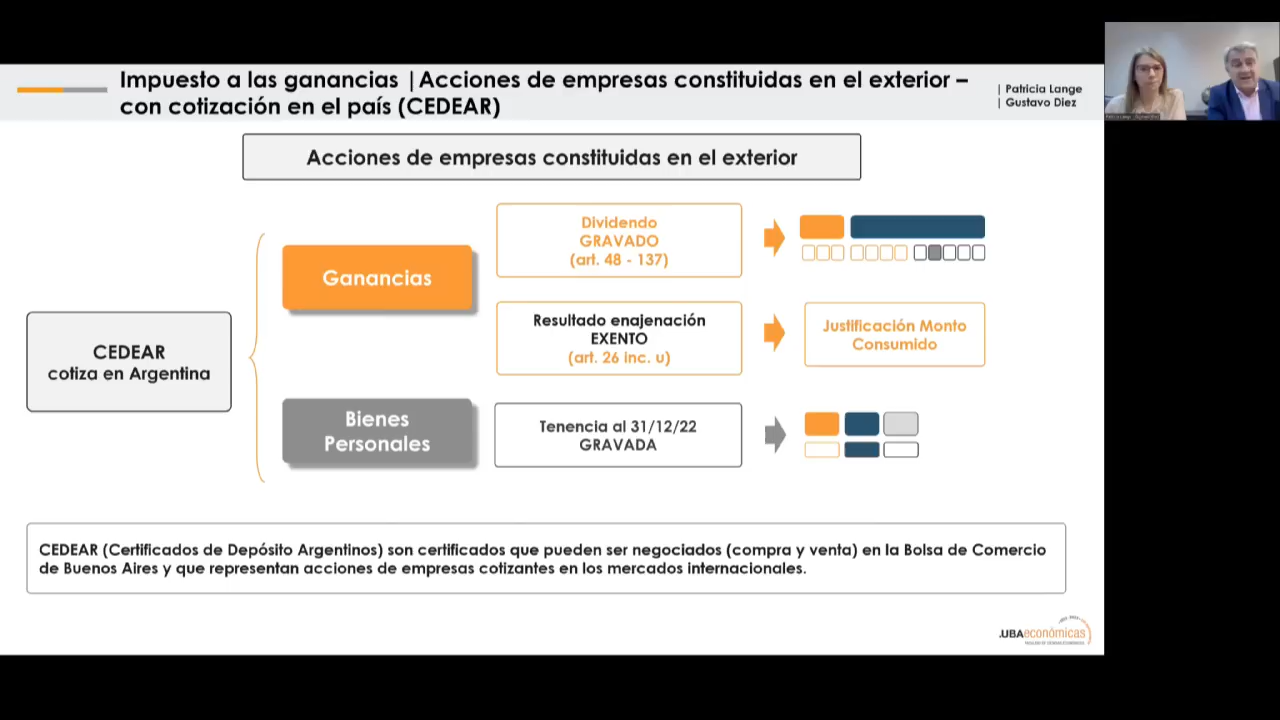 Impuesto a las ganancias |Acciones de empresas constituidas en el exterior –
con cotización en el país (CEDEAR)
| Patricia Lange
| Gustavo Diez
Acciones de empresas constituidas en el exterior
Dividendo
GRAVADO
(art. 48 - 137)
Ganancias
Resultado enajenación
EXENTO
(art. 26 inc. u)
Justificación Monto
Consumido
CEDEAR
cotiza en Argentina
Bienes
Personales
Tenencia al 31/12/22
GRAVADA
CEDEAR (Certificados de Depósito Argentinos) son certificados que pueden ser negociados (compra y venta) en la Bolsa de Comercio
de Buenos Aires y que representan acciones de empresas cotizantes en los mercados internacionales.
.UBAeconómicas